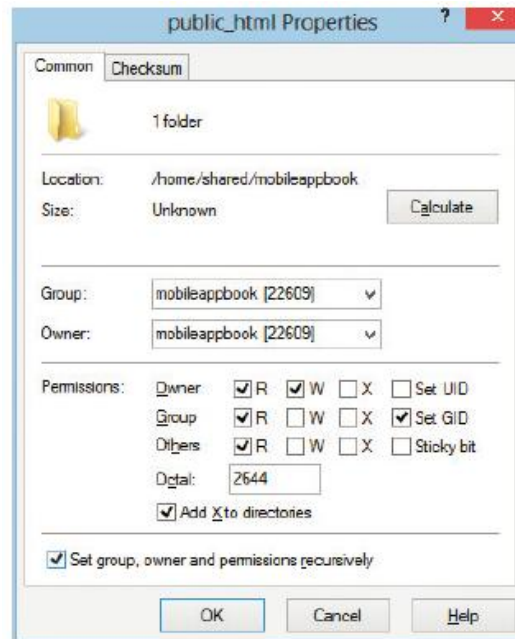 public_html Properties ?
Common Checksum
1 folder
Location: /home/shared/mobileappbook
Size: Unknown Calculate
Group: mobileappbook [22609]
Owner: mobileappbook [22609]
Permissions: Owner R W X Set UID
Group R W X Set GID
Others R W X Sticky bit
Octal: 2644
Add X to directories
Set group, owner and permissions recursively
OK Cancel Help